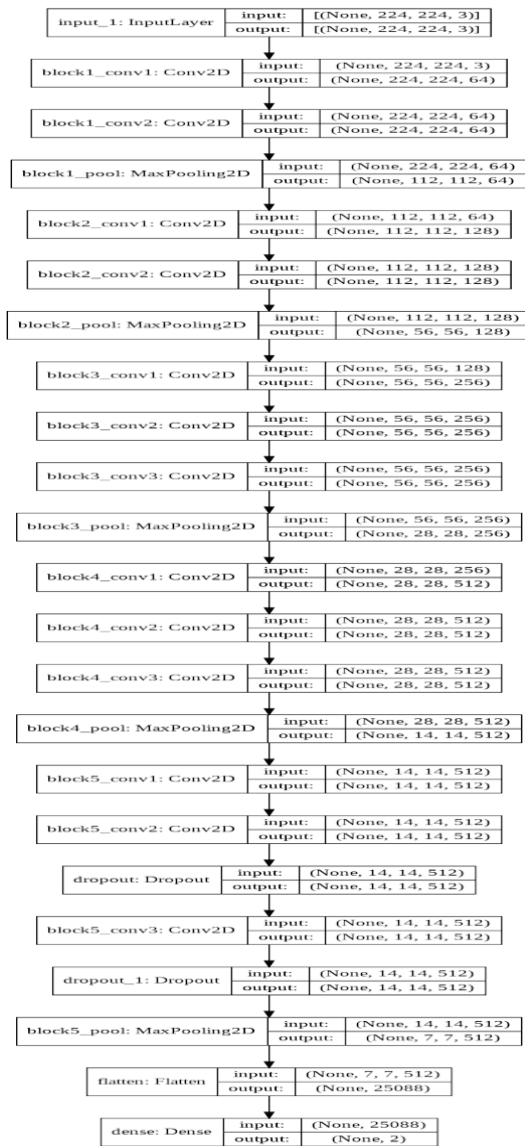 input_1: InputLayer input: [(None, 224, 224, 3)]
output: [(None, 224, 224, 3)]
block1_conv1: Conv2D input: (None, 224, 224, 3)
output: (None, 224, 224, 64)
block1_conv2: Conv2D input: (None, 224, 224, 64)
output: (None, 224, 224, 64)
block1_pool: MaxPooling2D input: (None, 224, 224, 64)
output: (None, 112, 112, 64)
block2_conv1: Conv2D input: (None, 112, 112, 64)
output: (None, 112, 112, 128)
block2_conv2: Conv2D input: (None, 112, 112, 128)
output: (None, 112, 112, 128)
block2_pool: MaxPooling2D input: (None, 112, 112, 128)
output: (None, 56, 56, 128)
block3_conv1: Conv2D input: (None, 56, 56, 128)
output: (None, 56, 56, 256)
block3_conv2: Conv2D input: (None, 56, 56, 256)
output: (None, 56, 56, 256)
block3_conv3: Conv2D input: (None, 56, 56, 256)
output: (None, 56, 56, 256)
block3_pool: MaxPooling2D input: (None, 56, 56, 256)
output: (None, 28, 28, 256)
block4_conv1: Conv2D input: (None, 28, 28, 256)
output: (None, 28, 28, 512)
block4_conv2: Conv2D input: (None, 28, 28, 512)
output: (None, 28, 28, 512)
block4_conv3: Conv2D input: (None, 28, 28, 512)
output: (None, 28, 28, 512)
block4_pool: MaxPooling2D input: (None, 28, 28, 512)
output: (None, 14, 14, 512)
block5_conv1: Conv2D input: (None, 14, 14, 512)
output: (None, 14, 14, 512)
block5_conv2: Conv2D input: (None, 14, 14, 512)
output: (None, 14, 14, 512)
dropout: Dropout input: (None, 14, 14, 512)
output: (None, 14, 14, 512)
block5_conv3: Conv2D input: (None, 14, 14, 512)
output: (None, 14, 14, 512)
dropout_1: Dropout input: (None, 14, 14, 512)
output: (None, 14, 14, 512)
block5_pool: MaxPooling2D input: (None, 14, 14, 512)
output: (None, 7, 7, 512)
flatten: Flatten input: (None, 7, 7, 512)
output: (None, 25088)
dense: Dense input: (None, 25088)
output: (None, 2)